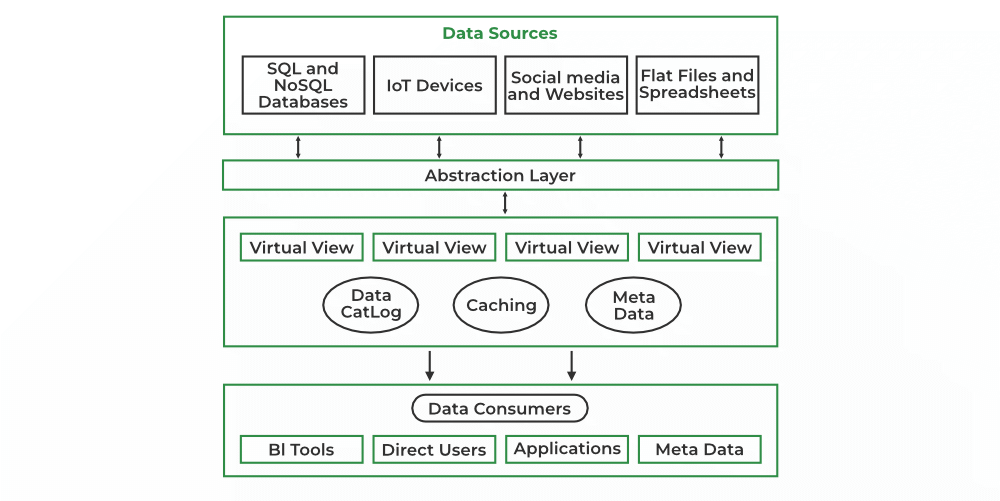 Data Sources
SQL and
NoSQL
Databases
IoT Devices
Social media
and Websites
Flat Files and
Spreadsheets
Abstraction Layer
Virtual View
Virtual View
Virtual View
Virtual View
Data
CatLog
Caching
Meta
Data
Data Consumers
Bl Tools
Direct Users
Applications
Meta Data